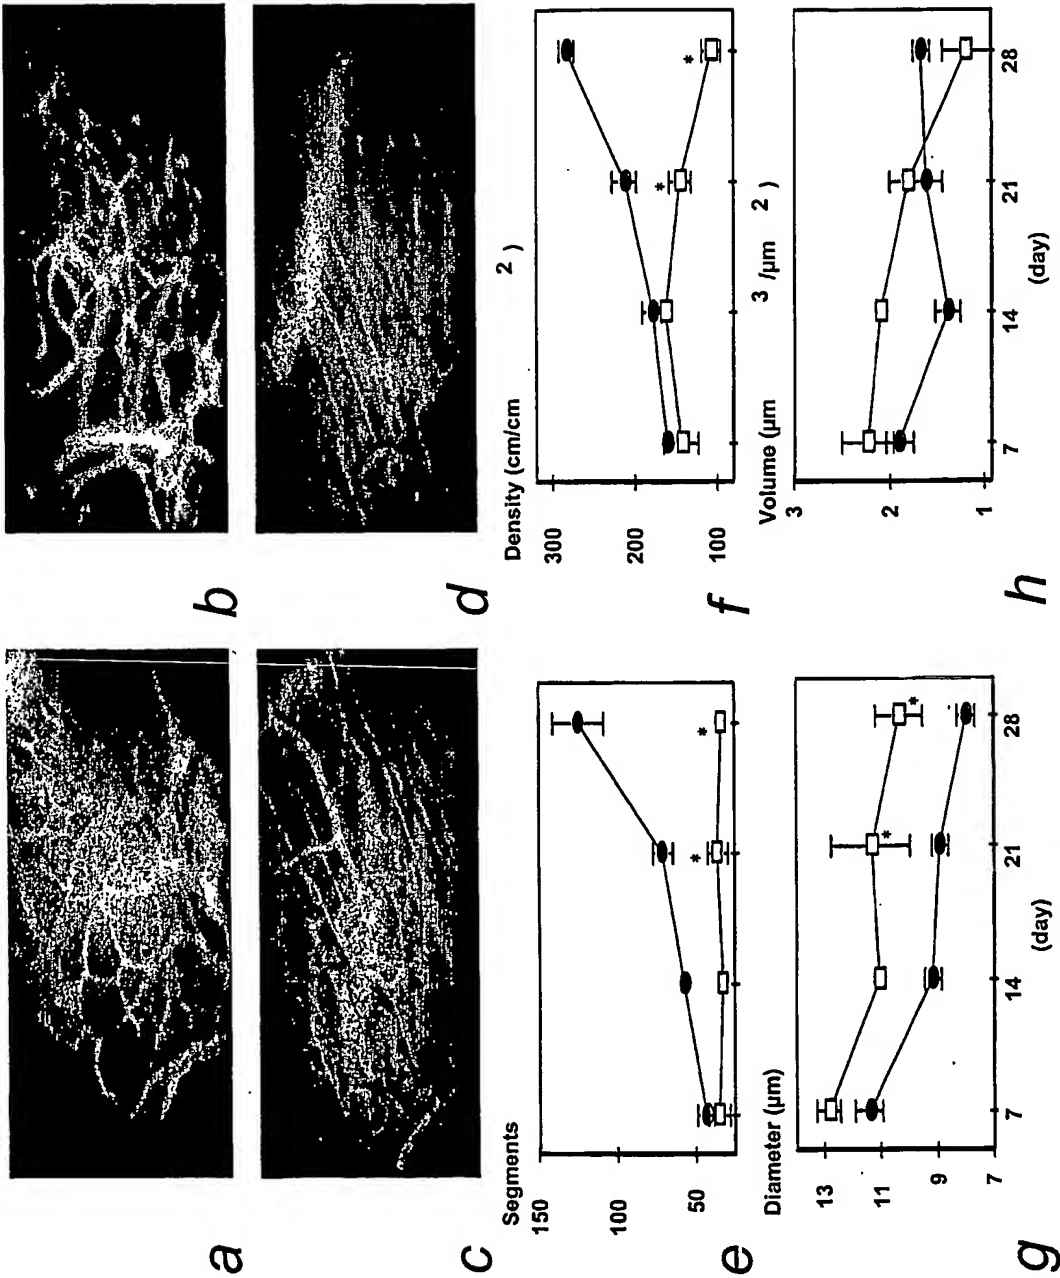 a
b
c
d
Segments
150
100
50
*
*
e
Density (cm/cm 2 )
300
200
100
*
*
f
Diameter (µm)
13
11
9
7
*
*
7 14 21 28
(day)
g
Volume (µm 3 /µm 2 )
3
2
1
7 14 21 28
(day)
h